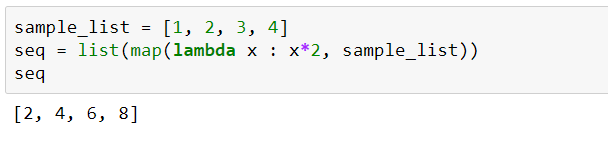 sample_list = [1, 2, 3, 4]
seq = list(map(lambda x : x*2, sample_list))
seq
[2, 4, 6, 8]